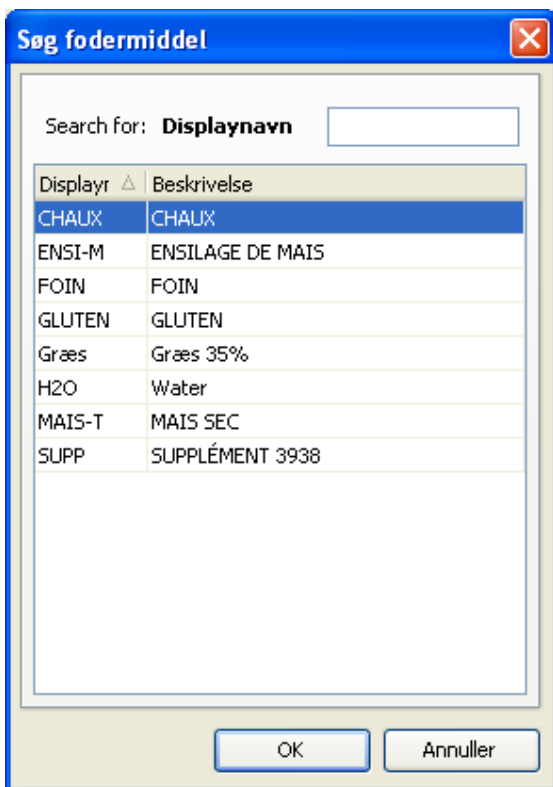 Søg fodermiddel
Search for: Displaynavn
Displayr Beskrivelse
CHAUX CHAUX
ENSI-M ENSILAGE DE MAIS
FOIN FOIN
GLUTEN GLUTEN
Græs Græs 35%
H2O Water
MAIS-T MAIS SEC
SUPP SUPPLÉMENT 3938
OK Annuller